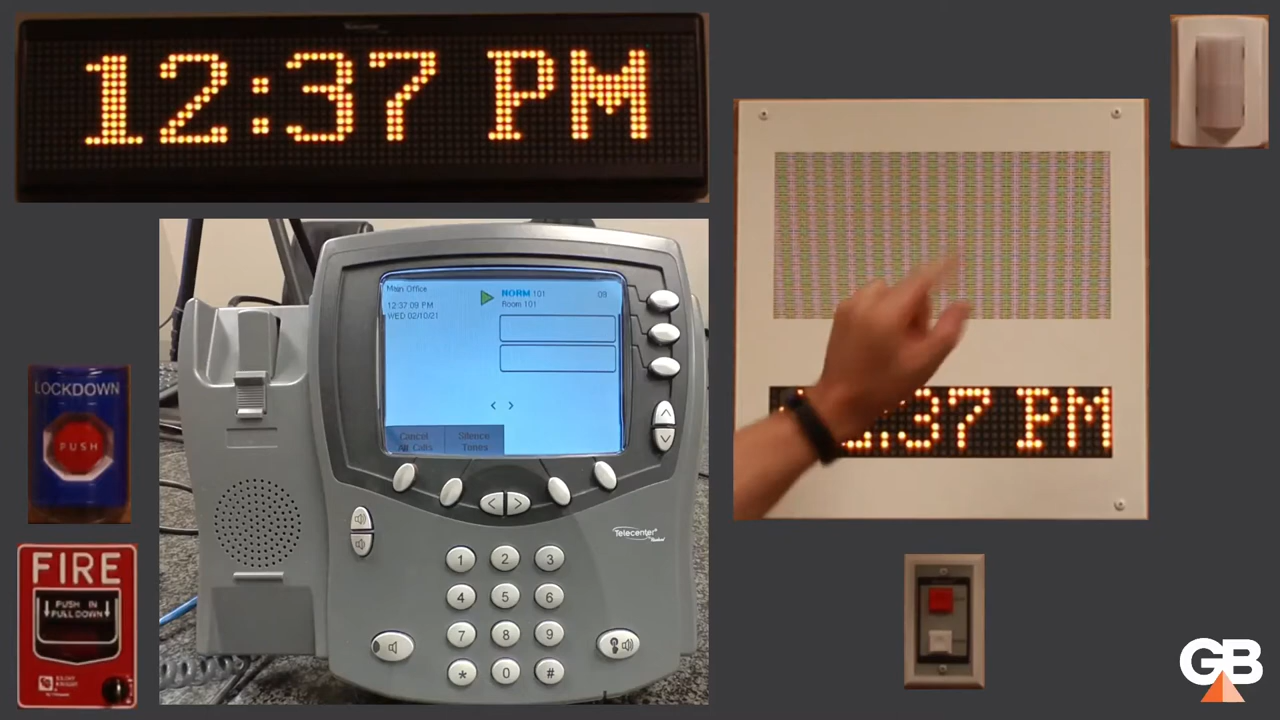 12:37 PM
Main Office
12:37:09 PM
WED 02/10/21
NORM 101
09
Room 101
< >
Cancel
All Calls
Silence
Tones
LOCKDOWN
PUSH
FIRE
PUSH IN
PULL DOWN
Telecenter
< >
1 2 3
4 5 6
7 8 9
* 0 #
:37 PM
GB